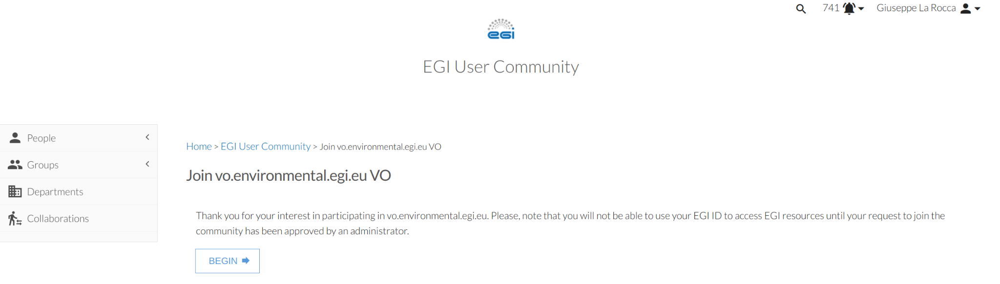 741
Giuseppe La Rocca
egi
EGI User Community
People
Groups
Departments
Collaborations
Home > EGI User Community > Join vo.environmental.egi.eu VO
Join vo.environmental.egi.eu VO
Thank you for your interest in participating in vo.environmental.egi.eu. Please, note that you will not be able to use your EGI ID to access EGI resources until your request to join the
community has been approved by an administrator.
BEGIN